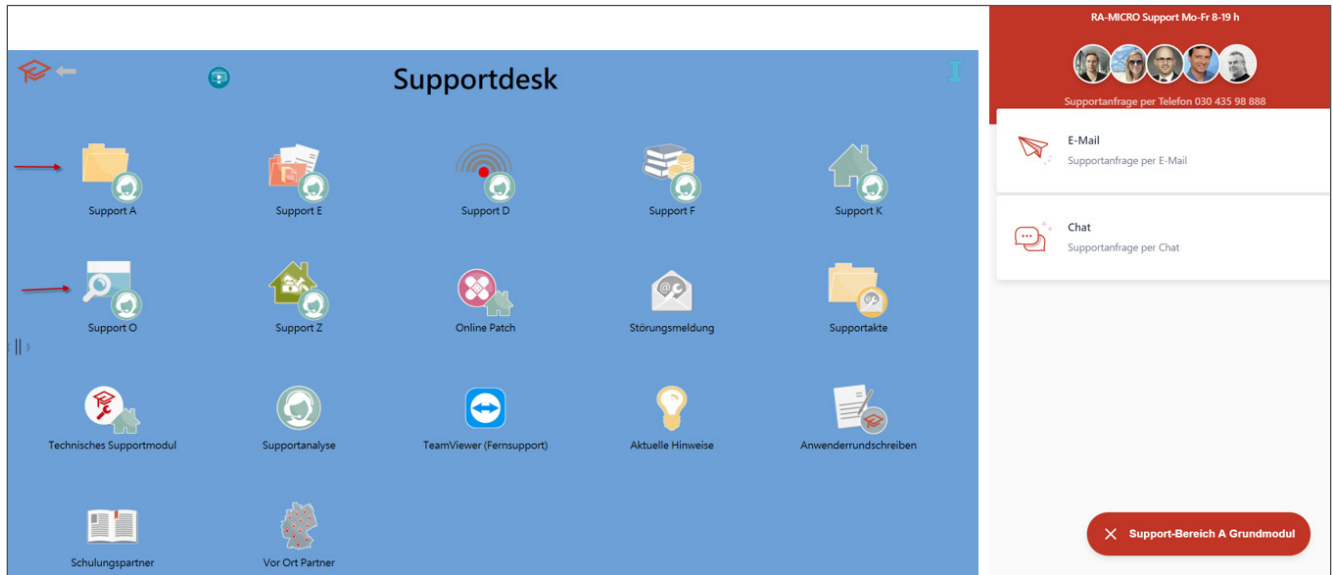 Supportdesk
Support A
Support E
Support D
Support F
Support K
Support O
Support Z
Online Patch
Störungsmeldung
Supportakte
Technisches Supportmodul
Supportanalyse
TeamViewer (Fernsupport)
Aktuelle Hinweise
Anwenderrundschreiben
Schulungspartner
Vor Ort Partner
RA-MICRO Support Mo-Fr 8-19 h
Supportanfrage per Telefon 030 435 98 888
E-Mail
Supportanfrage per E-Mail
Chat
Supportanfrage per Chat
Support-Bereich A Grundmodul